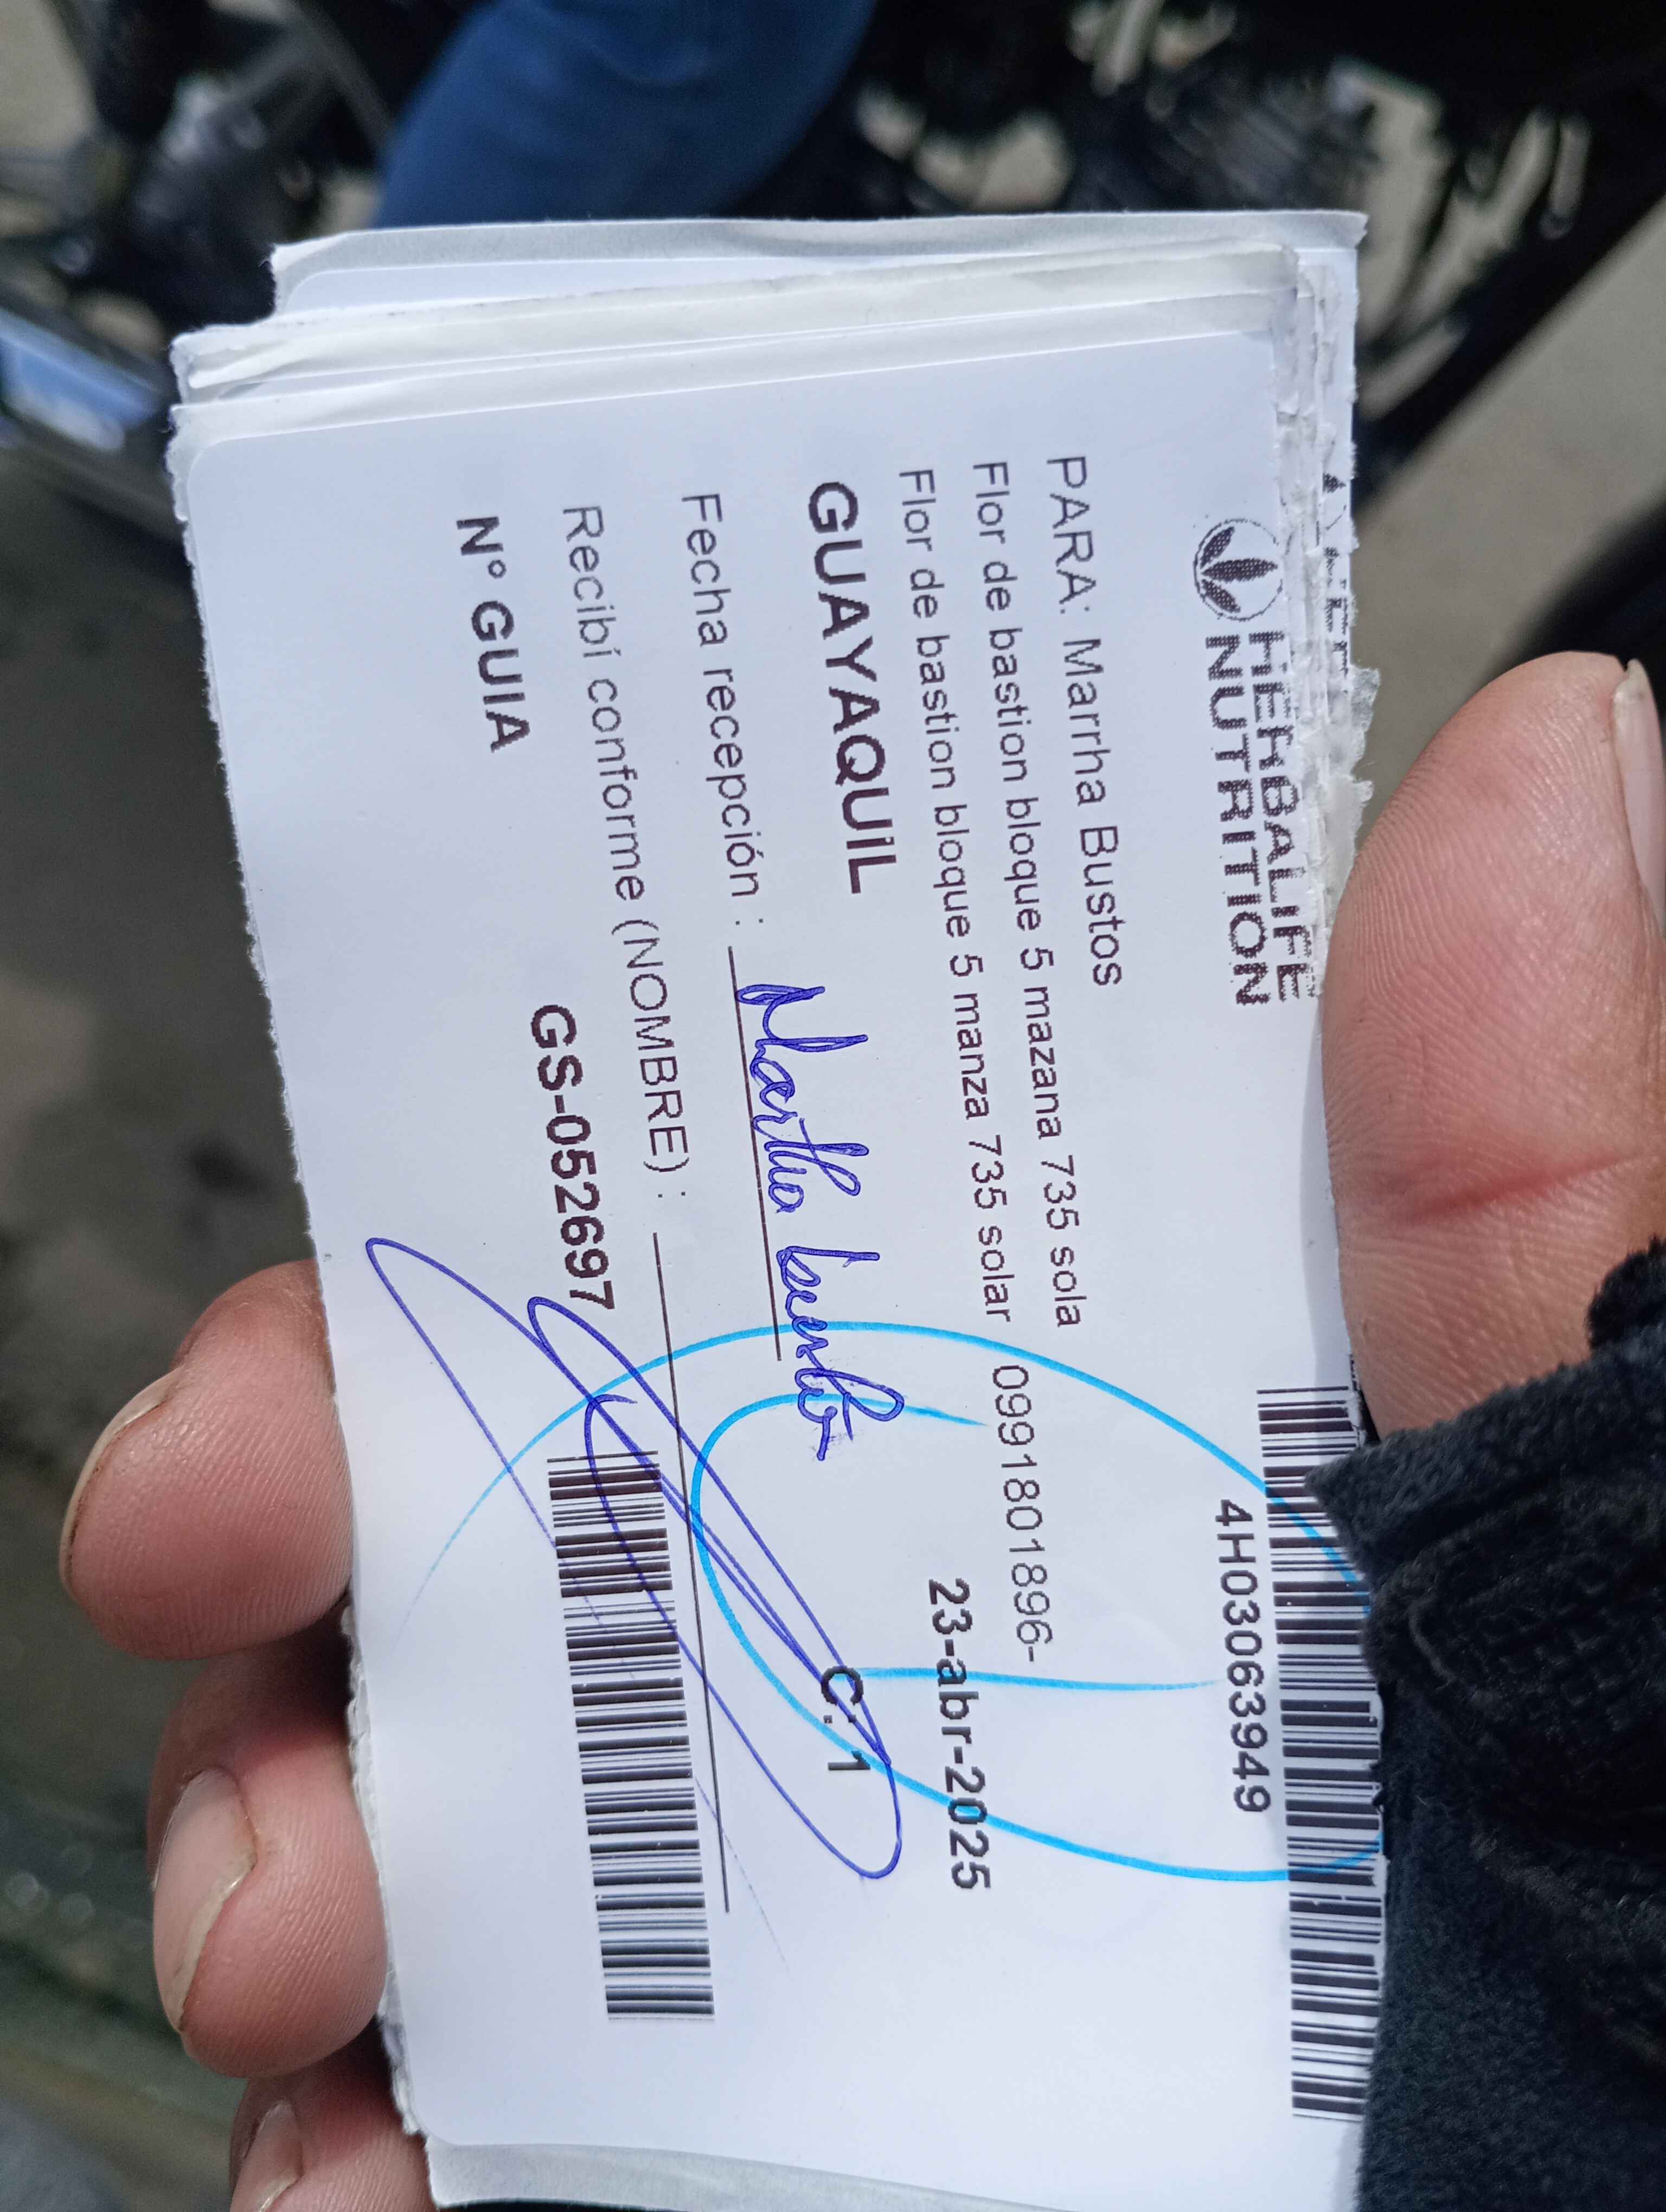 HERBALIFE
NUTRITION
4H03063949
PARA: Marrha Bustos
Flor de bastion bloque 5 mazana 735 sola
Flor de bastion bloque 5 manza 735 solar 0991801896-
GUAYAQUIL 23-abr-2025
C: 1
Fecha recepción : Martha
Recibí conforme (NOMBRE) :
N° GUIA GS-052697